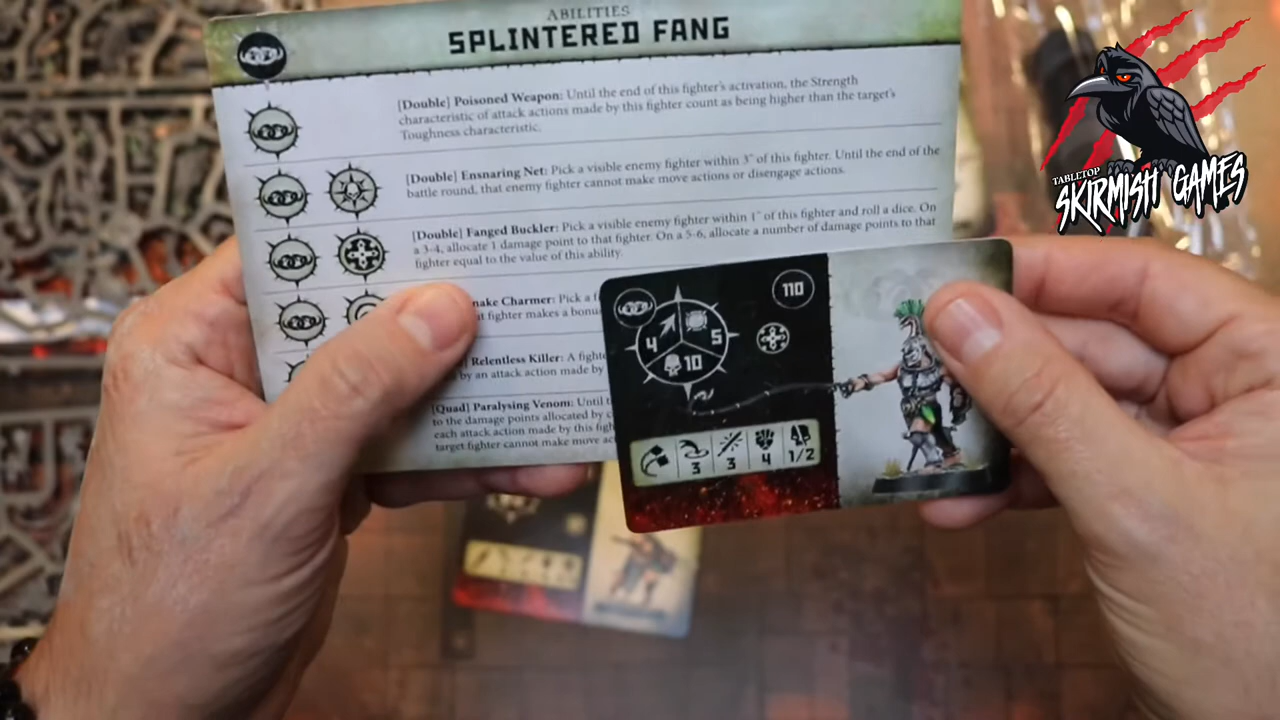 ABILITIES
SPLINTERED FANG
[Double] Poisoned Weapon: Until the end of this fighter's activation, the Strength
characteristic of attack actions made by this fighter count as being higher than the target's
Toughness characteristic.
[Double] Ensnaring Net: Pick a visible enemy fighter within 3" of this fighter. Until the end of the
battle round, that enemy fighter cannot make move actions or disengage actions.
[Double] Fanged Buckler: Pick a visible enemy fighter within 1" of this fighter and roll a dice. On
a 3-4, allocate 1 damage point to that fighter. On a 5-6, allocate a number of damage points to that
fighter equal to the value of this ability.
Charmer: Pick a
fighter makes a
Relentless Killer: A
by an attack action made by
[Quad] Paralysing Venom: Until
to the damage points allocated by
each attack action made by this
target fighter cannot make move
110
4 5
10
3 3 4 1/2
TABLETOP
SKIRMISH GAMES